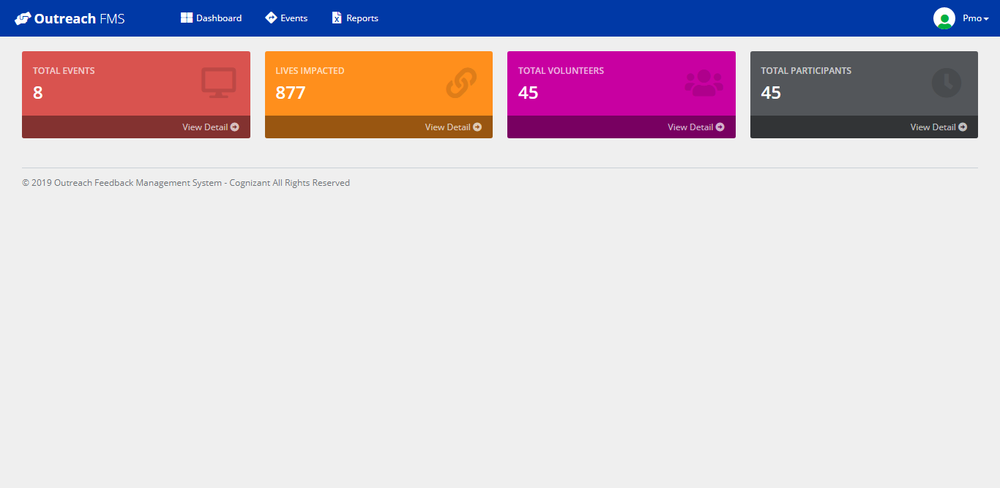 Outreach FMS
Dashboard
Events
Reports
Pmo
TOTAL EVENTS
8
View Detail
LIVES IMPACTED
877
View Detail
TOTAL VOLUNTEERS
45
View Detail
TOTAL PARTICIPANTS
45
View Detail
© 2019 Outreach Feedback Management System - Cognizant All Rights Reserved